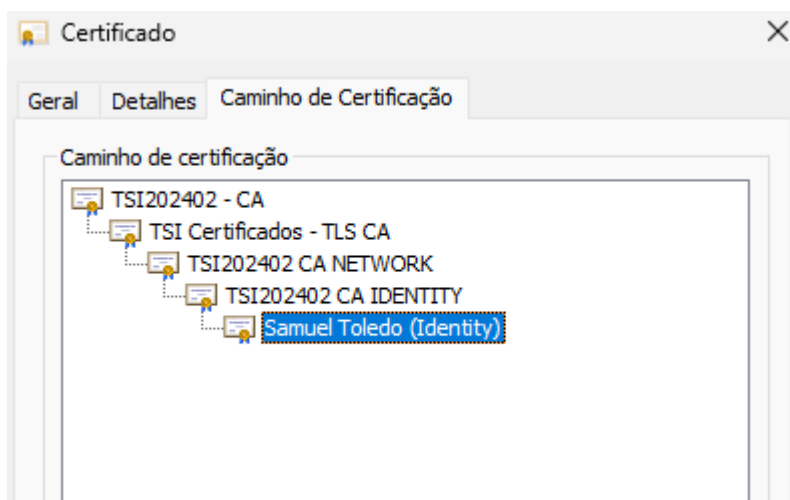 Certificado
Geral Detalhes Caminho de Certificação
Caminho de certificação
TSI202402 - CA
TSI Certificados - TLS CA
TSI202402 CA NETWORK
TSI202402 CA IDENTITY
Samuel Toledo (Identity)